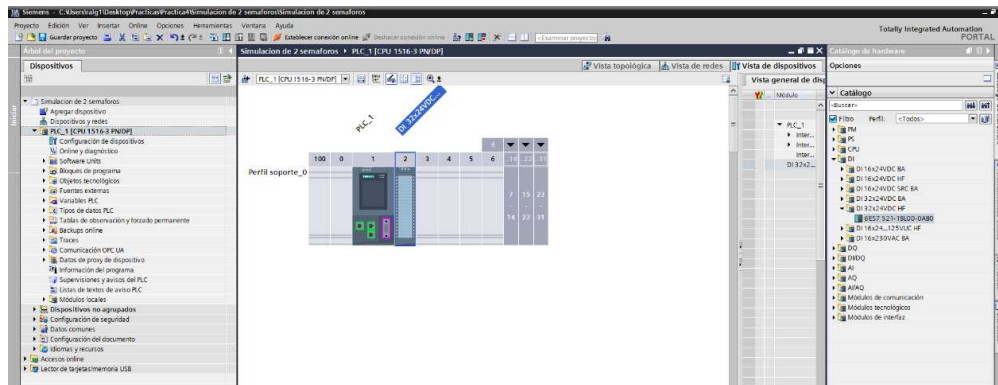 Siemens - C:\Users\ralg1\Desktop\Practicas\Practica4\Simulacion de 2 semaforos\Simulacion de 2 semaforos
Proyecto Edición Ver Insertar Online Opciones Herramientas Ventana Ayuda
Totally Integrated Automation
PORTAL
Guardar proyecto
Establecer conexión online
Deshacer conexión online
<Examinar proyecto>
Árbol del proyecto
Dispositivos
Iniciar
Simulacion de 2 semaforos
Agregar dispositivo
Dispositivos y redes
PLC_1 [CPU 1516-3 PN/DP]
Configuración de dispositivos
Online y diagnóstico
Software Units
Bloques de programa
Objetos tecnológicos
Fuentes externas
Variables PLC
Tipos de datos PLC
Tablas de observación y forzado permanente
Backups online
Traces
Comunicación OPC UA
Datos de proxy de dispositivo
Información del programa
Supervisiones y avisos del PLC
Listas de textos de aviso PLC
Módulos locales
Dispositivos no agrupados
Configuración de seguridad
Datos comunes
Configuración del documento
Idiomas y recursos
Accesos online
Lector de tarjetas/memoria USB
Simulacion de 2 semaforos PLC_1 [CPU 1516-3 PN/DP]
Vista topológica Vista de redes Vista de dispositivos
PLC_1 [CPU 1516-3 PN/DP]
PLC_1
DI 32x24VDC...
100 0 1 2 3 4 5 6
Perfil soporte_0
7 15 23
14 22 31
Vista general de disp
Módulo
PLC_1
Inter...
Inter...
Inter...
DI 32x2...
Catálogo de hardware
Opciones
Catálogo
<Buscar>
Filtro Perfil: <Todos>
PM
PS
CPU
DI
DI 16x24VDC BA
DI 16x24VDC HF
DI 16x24VDC SRC BA
DI 32x24VDC BA
DI 32x24VDC HF
6ES7 521-1BL00-0AB0
DI 16x24...125VUC HF
DI 16x230VAC BA
DQ
DI/DQ
AI
AQ
AI/AQ
Módulos de comunicación
Módulos tecnológicos
Módulos de interfaz